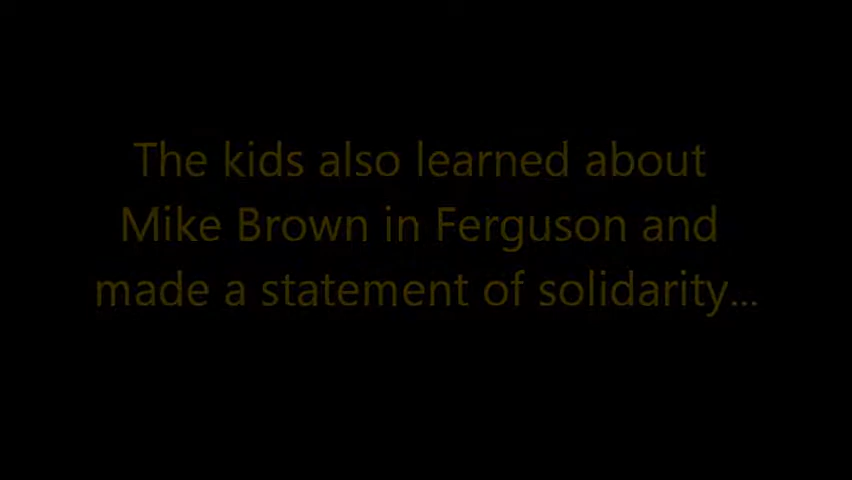 The kids also learned about
Mike Brown in Ferguson and
made a statement of solidarity...